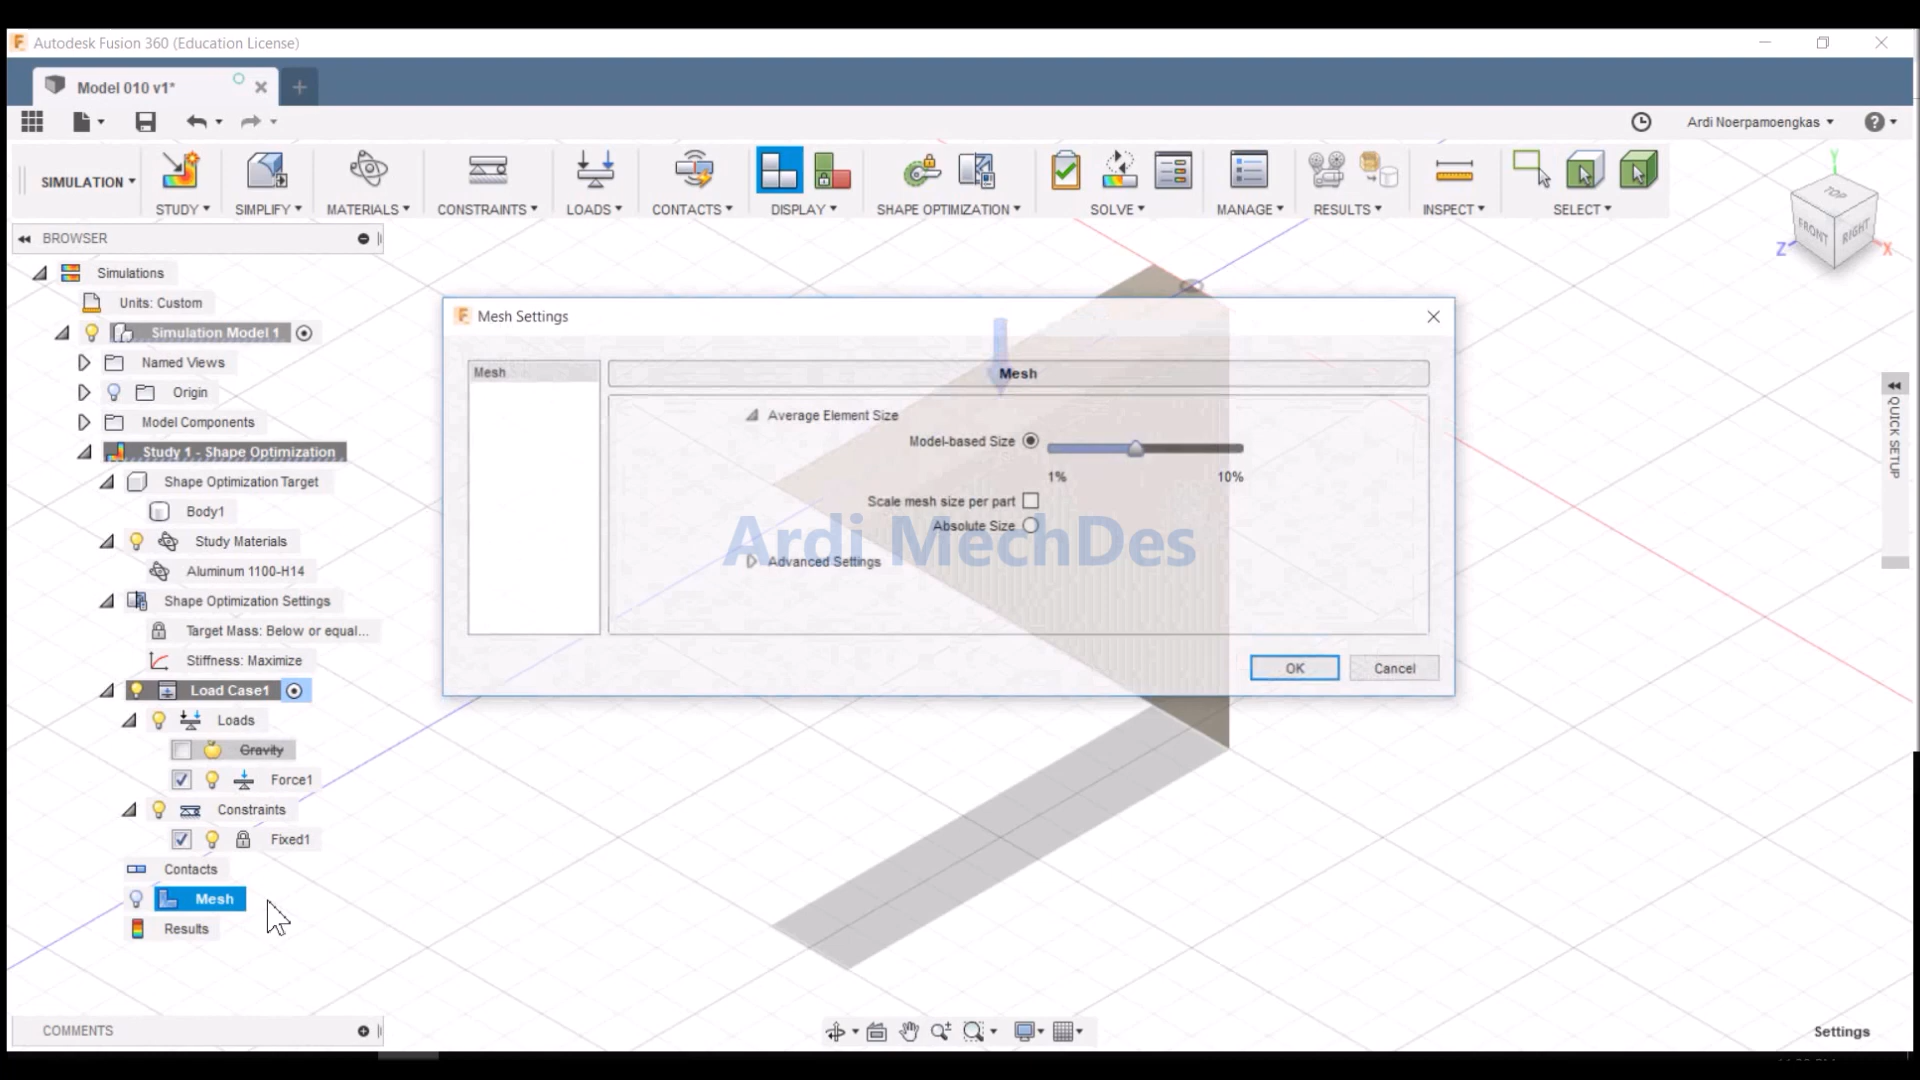 Autodesk Fusion 360 (Education License)
Model 010 v1*
Ardi Noerpamoengkas
SIMULATION
STUDY
SIMPLIFY
MATERIALS
CONSTRAINTS
LOADS
CONTACTS
DISPLAY
SHAPE OPTIMIZATION
SOLVE
MANAGE
RESULTS
INSPECT
SELECT
TOP
FRONT
RIGHT
Y
Z
X
BROWSER
Simulations
Units: Custom
Simulation Model 1
Named Views
Origin
Model Components
Study 1 - Shape Optimization
Shape Optimization Target
Body1
Study Materials
Aluminum 1100-H14
Shape Optimization Settings
Target Mass: Below or equal...
Stiffness: Maximize
Load Case1
Loads
Gravity
Force1
Constraints
Fixed1
Contacts
Mesh
Results
Mesh Settings
Mesh
Mesh
Average Element Size
Model-based Size
1%
10%
Scale mesh size per part
Absolute Size
Advanced Settings
OK
Cancel
Ardi MechDes
QUICK SETUP
COMMENTS
Settings